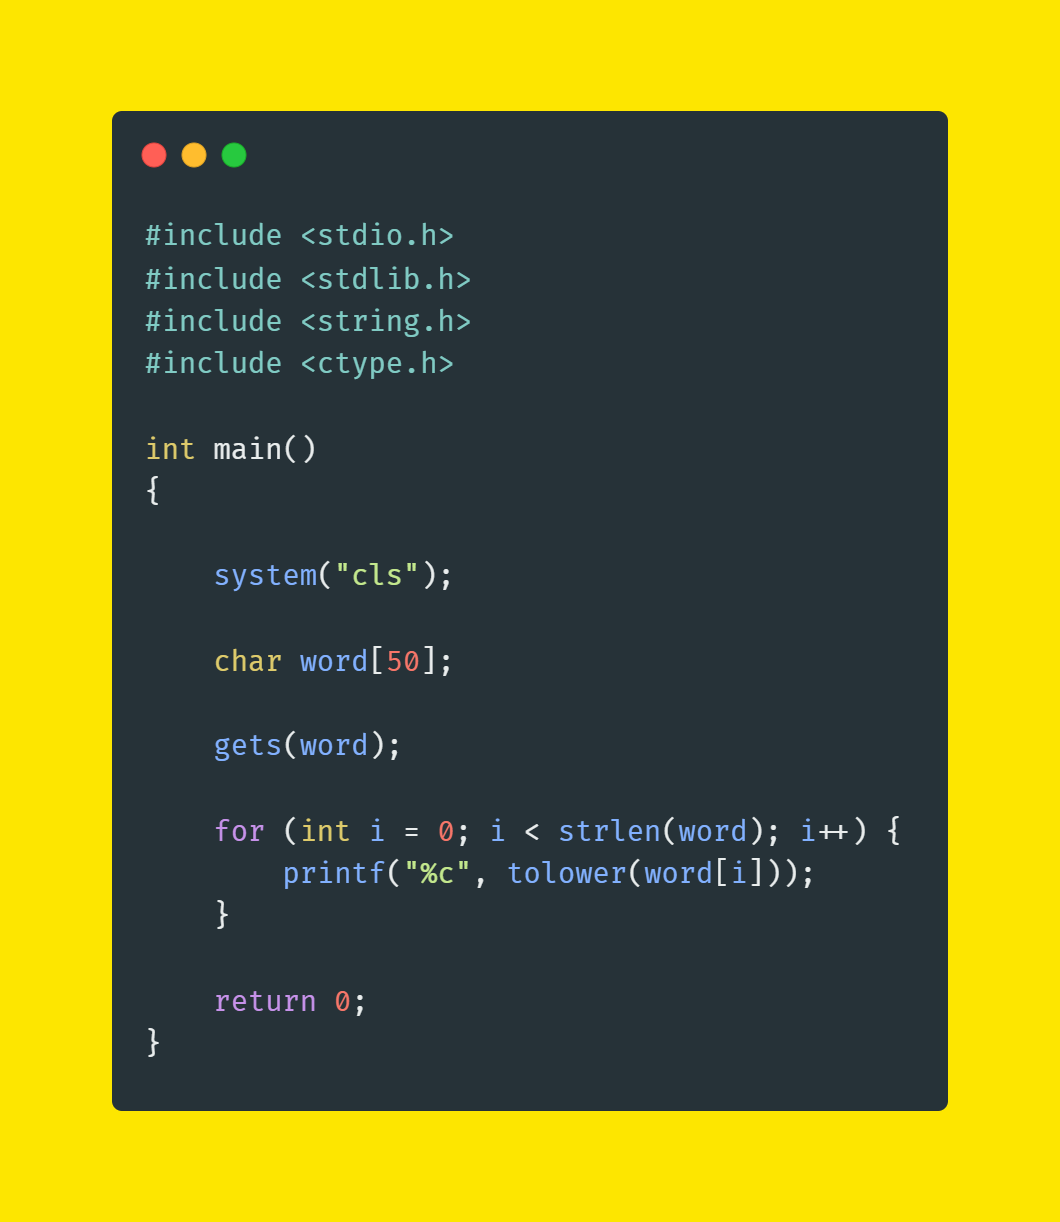 #include <stdio.h>
#include <stdlib.h>
#include <string.h>
#include <ctype.h>
int main()
{
system("cls");
char word[50];
gets(word);
for (int i = 0; i < strlen(word); i++) {
printf("%c", tolower(word[i]));
}
return 0;
}